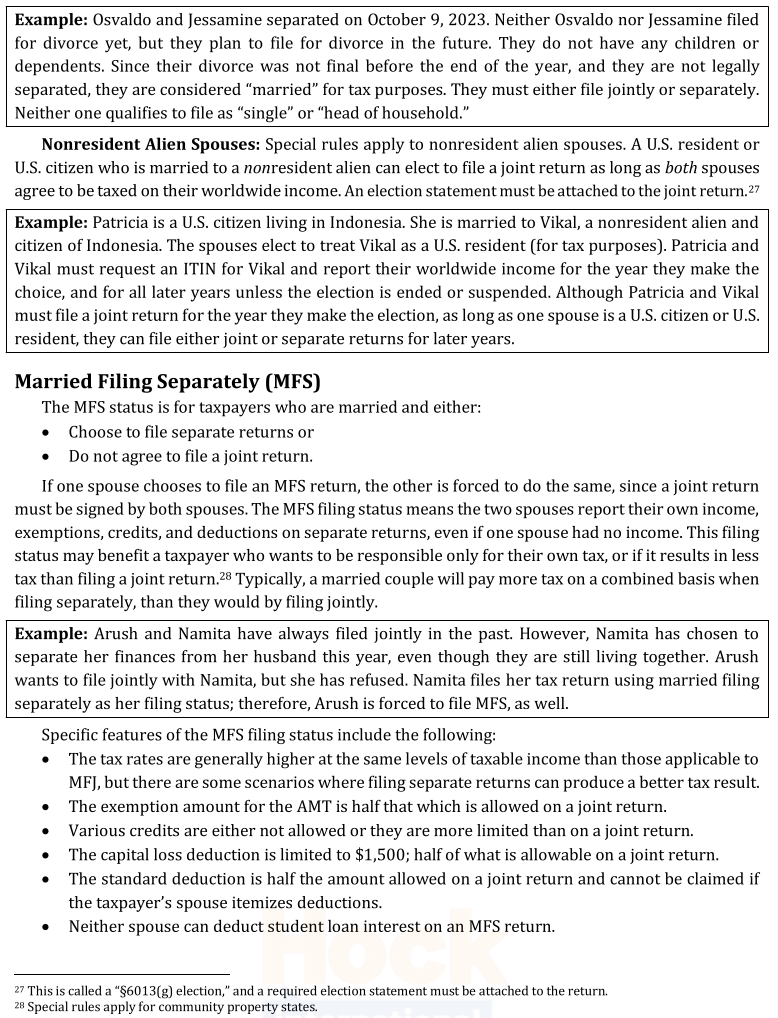 Example: Osvaldo and Jessamine separated on October 9, 2023. Neither Osvaldo nor Jessamine filed
for divorce yet, but they plan to file for divorce in the future. They do not have any children or
dependents. Since their divorce was not final before the end of the year, and they are not legally
separated, they are considered “married” for tax purposes. They must either file jointly or separately.
Neither one qualifies to file as “single” or “head of household.”
Nonresident Alien Spouses: Special rules apply to nonresident alien spouses. A U.S. resident or
U.S. citizen who is married to a nonresident alien can elect to file a joint return as long as both spouses
agree to be taxed on their worldwide income. An election statement must be attached to the joint return.27
Example: Patricia is a U.S. citizen living in Indonesia. She is married to Vikal, a nonresident alien and
citizen of Indonesia. The spouses elect to treat Vikal as a U.S. resident (for tax purposes). Patricia and
Vikal must request an ITIN for Vikal and report their worldwide income for the year they make the
choice, and for all later years unless the election is ended or suspended. Although Patricia and Vikal
must file a joint return for the year they make the election, as long as one spouse is a U.S. citizen or U.S.
resident, they can file either joint or separate returns for later years.
Married Filing Separately (MFS)
The MFS status is for taxpayers who are married and either:
• Choose to file separate returns or
• Do not agree to file a joint return.
If one spouse chooses to file an MFS return, the other is forced to do the same, since a joint return
must be signed by both spouses. The MFS filing status means the two spouses report their own income,
exemptions, credits, and deductions on separate returns, even if one spouse had no income. This filing
status may benefit a taxpayer who wants to be responsible only for their own tax, or if it results in less
tax than filing a joint return.28 Typically, a married couple will pay more tax on a combined basis when
filing separately, than they would by filing jointly.
Example: Arush and Namita have always filed jointly in the past. However, Namita has chosen to
separate her finances from her husband this year, even though they are still living together. Arush
wants to file jointly with Namita, but she has refused. Namita files her tax return using married filing
separately as her filing status; therefore, Arush is forced to file MFS, as well.
Specific features of the MFS filing status include the following:
• The tax rates are generally higher at the same levels of taxable income than those applicable to
MFJ, but there are some scenarios where filing separate returns can produce a better tax result.
• The exemption amount for the AMT is half that which is allowed on a joint return.
• Various credits are either not allowed or they are more limited than on a joint return.
• The capital loss deduction is limited to $1,500; half of what is allowable on a joint return.
• The standard deduction is half the amount allowed on a joint return and cannot be claimed if
the taxpayer’s spouse itemizes deductions.
• Neither spouse can deduct student loan interest on an MFS return.
Hock
international
27 This is called a “§6013(g) election,” and a required election statement must be attached to the return.
28 Special rules apply for community property states.